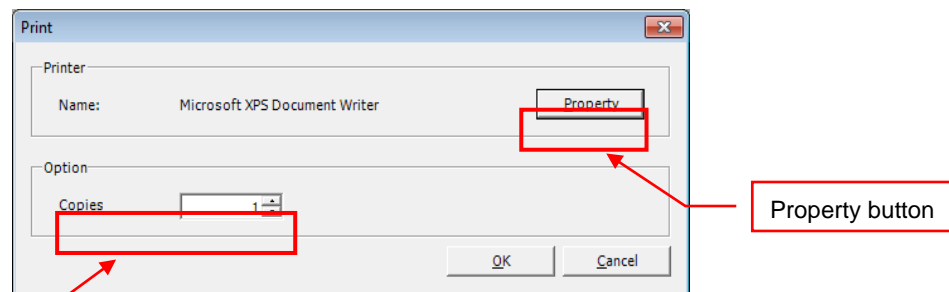 Print
Printer
Name: Microsoft XPS Document Writer Property
Option
Copies 1
Property button
OK Cancel